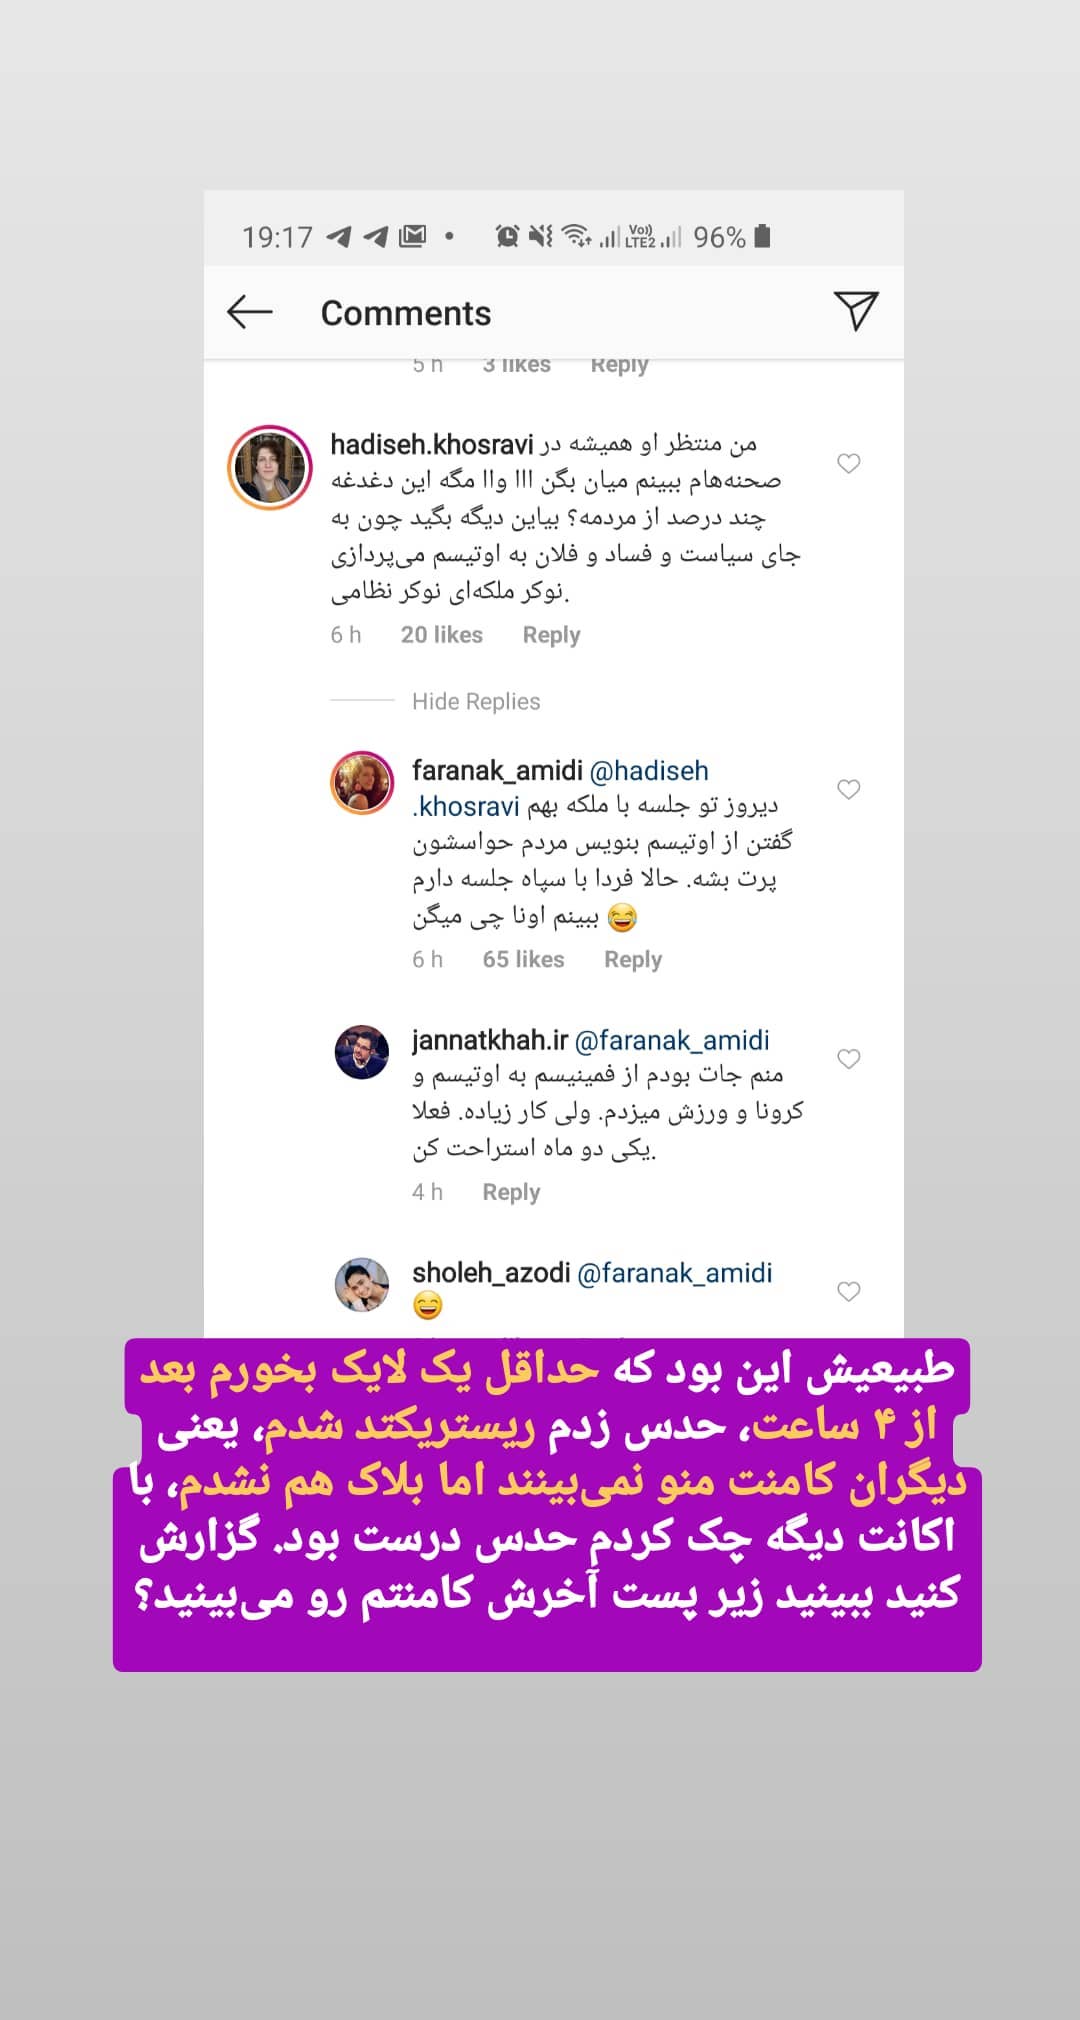 19:17 96%
Comments
5 h 3 likes Reply
hadiseh.khosravi من منتظر او همیشه در
صحنه‌هام ببینم میان بگن ااا واا مگه این دغدغه
چند درصد از مردمه؟ بیاین دیگه بگید چون به
جای سیاست و فساد و فلان به اوتیسم می‌پردازی
نوکر ملکه‌ای نوکر نظامی.
6 h 20 likes Reply
Hide Replies
faranak_amidi @hadiseh
.khosravi دیروز تو جلسه با ملکه بهم
گفتن از اوتیسم بنویس مردم حواسشون
پرت بشه. حالا فردا با سپاه جلسه دارم
ببینم اونا چی میگن 😂
6 h 65 likes Reply
jannatkhah.ir @faranak_amidi
منم جات بودم از فمینیسم به اوتیسم و
کرونا و ورزش میزدم. ولی کار زیاده. فعلا
یکی دو ماه استراحت کن.
4 h Reply
sholeh_azodi @faranak_amidi
😄
طبیعیش این بود که حداقل یک لایک بخورم بعد
از ۴ ساعت، حدس زدم ریستریکتد شدم، یعنی
دیگران کامنت منو نمی‌بینند اما بلاک هم نشدم، با
اکانت دیگه چک کردم حدس درست بود. گزارش
کنید ببینید زیر پست آخرش کامنتم رو می‌بینید؟